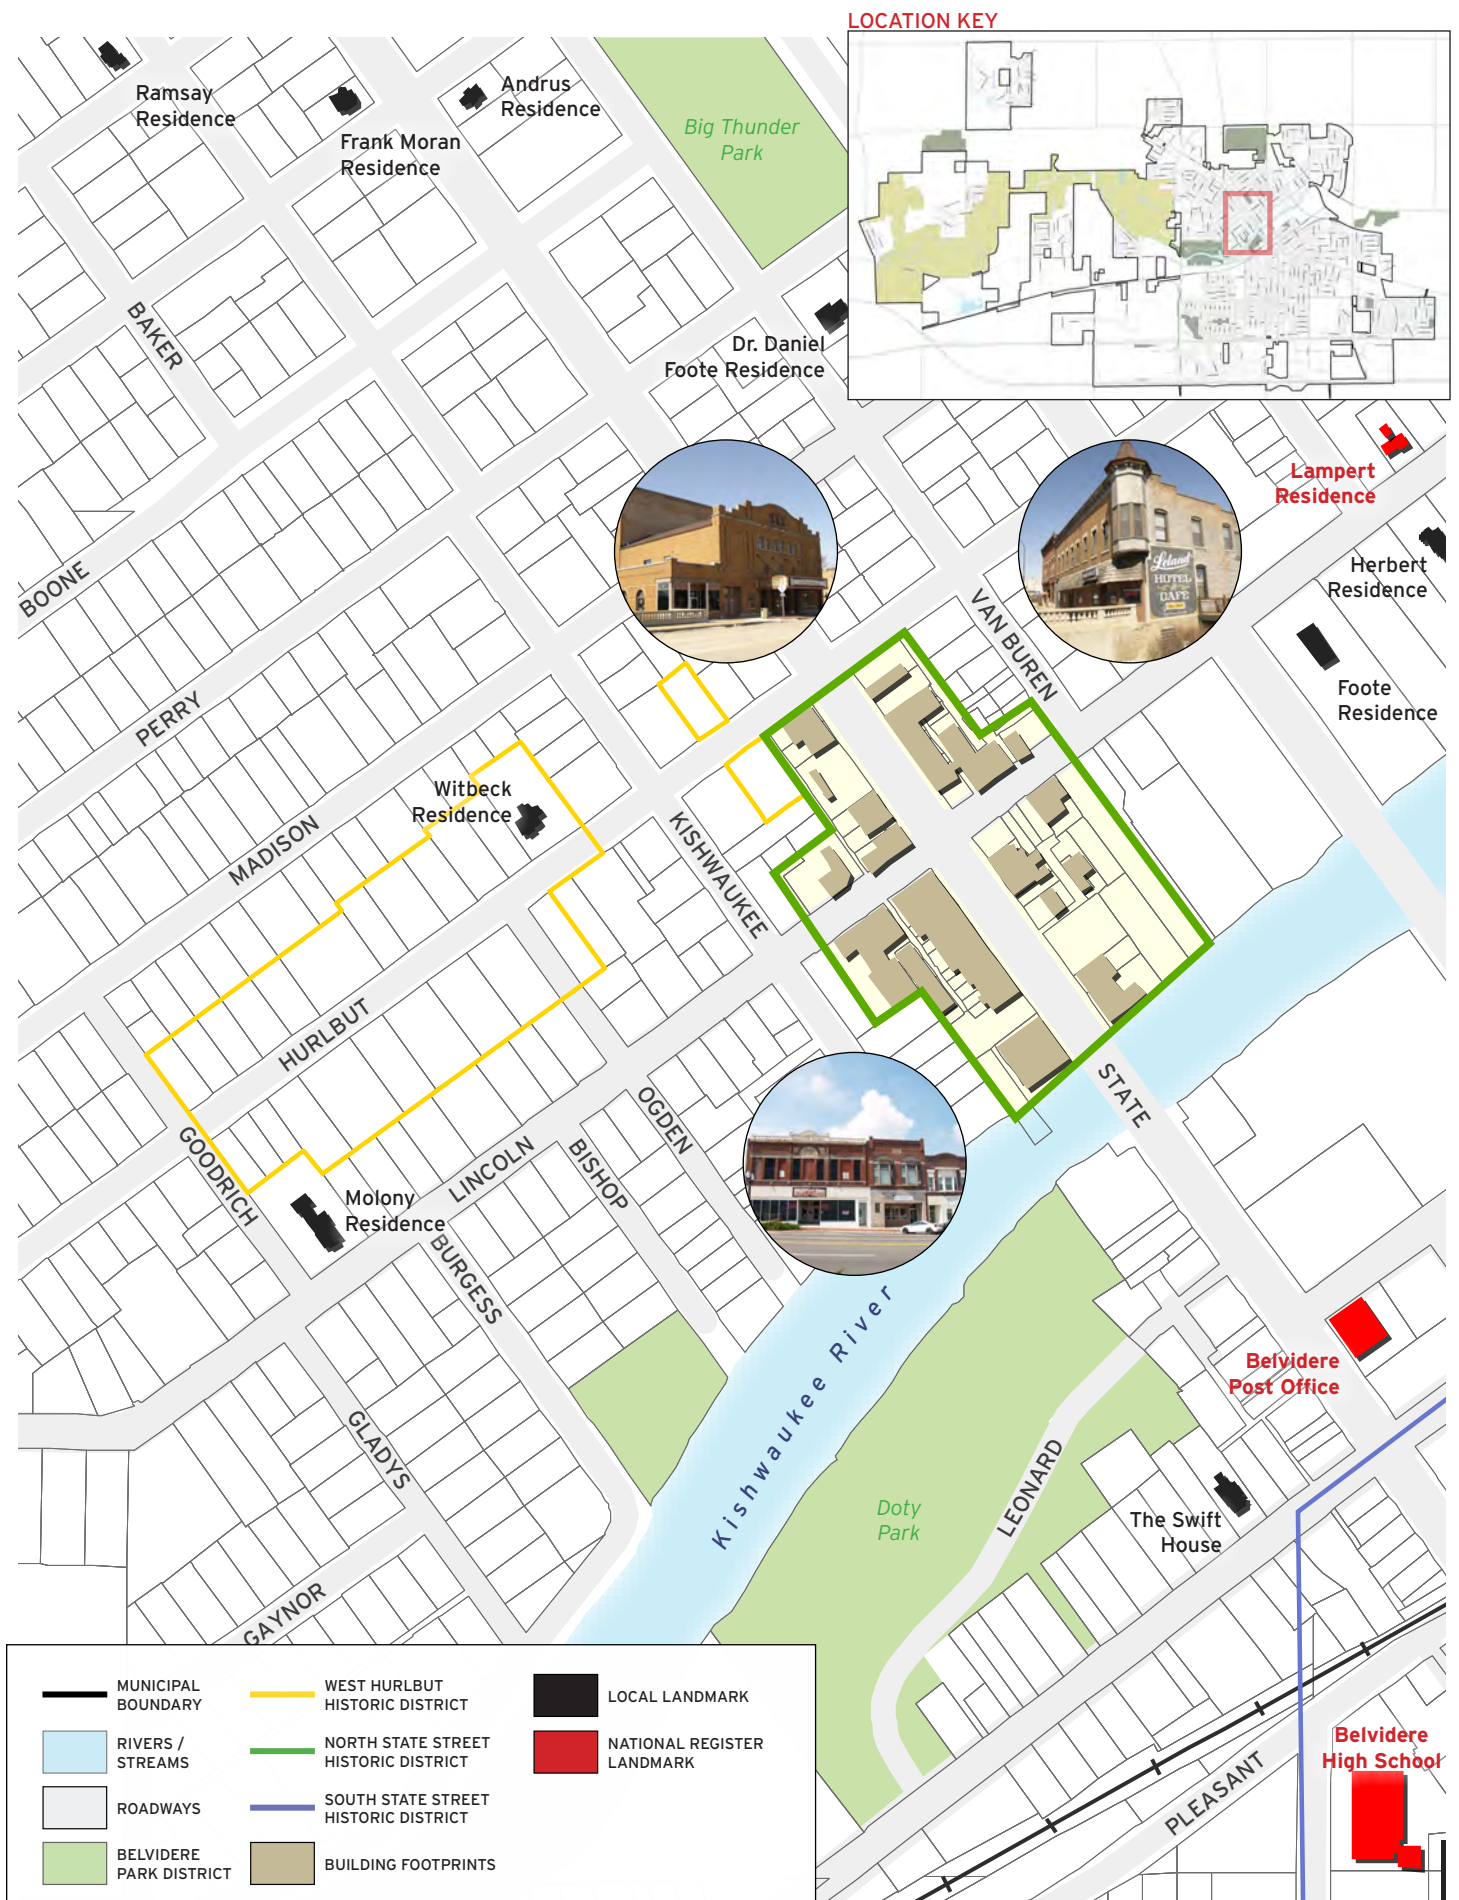 LOCATION KEY
Ramsay
Residence
Frank Moran
Residence
Andrus
Residence
Big Thunder
Park
BAKER
Dr. Daniel
Foote Residence
Lampert
Residence
Herbert
Residence
Leland
HOTEL
CAFE
BOONE
VAN BUREN
Foote
Residence
PERRY
Witbeck
Residence
MADISON
KISHWAUKEE
HURLBUT
STATE
OGDEN
GOODRICH
LINCOLN
BISHOP
Molony
Residence
BURGESS
Kishwaukee River
Belvidere
Post Office
GLADYS
LEONARD
Doty
Park
The Swift
House
GAYNOR
PLEASANT
Belvidere
High School
MUNICIPAL
BOUNDARY
RIVERS /
STREAMS
ROADWAYS
BELVIDERE
PARK DISTRICT
WEST HURLBUT
HISTORIC DISTRICT
NORTH STATE STREET
HISTORIC DISTRICT
SOUTH STATE STREET
HISTORIC DISTRICT
BUILDING FOOTPRINTS
LOCAL LANDMARK
NATIONAL REGISTER
LANDMARK